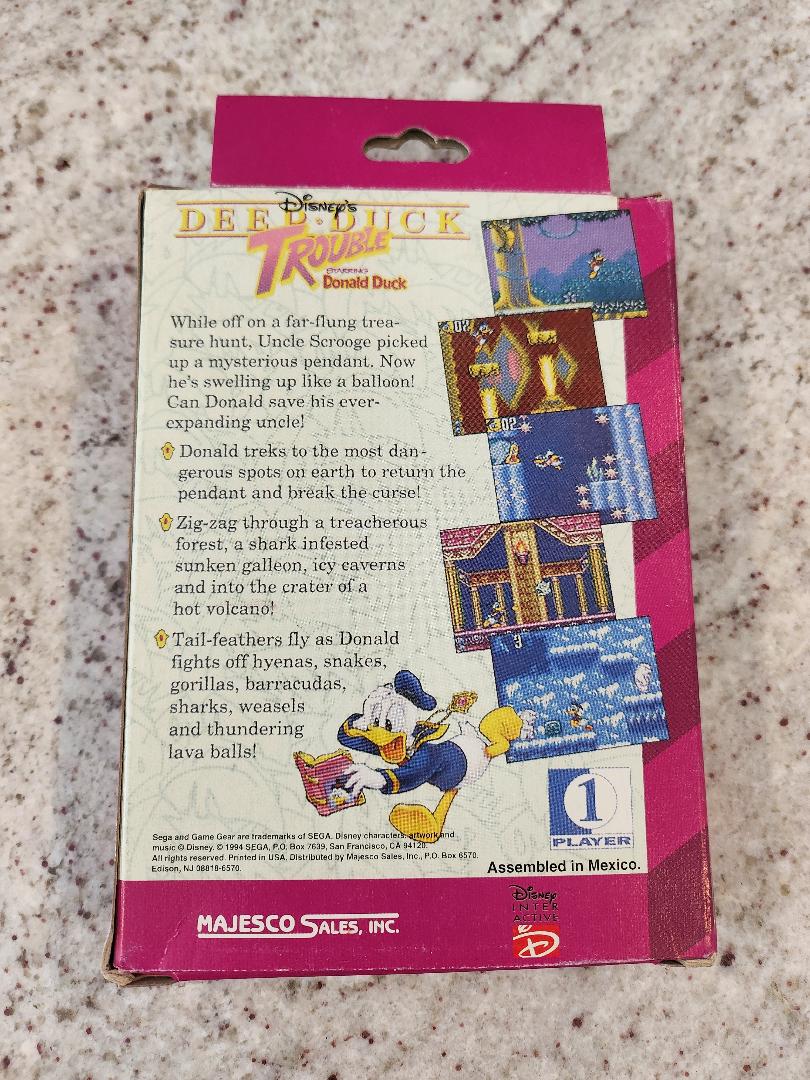 Disney's
DEEP·DUCK
TROUBLE
STARRING
Donald Duck
While off on a far-flung trea-
sure hunt, Uncle Scrooge picked
up a mysterious pendant. Now
he's swelling up like a balloon!
Can Donald save his ever-
expanding uncle!
Donald treks to the most dan-
gerous spots on earth to return the
pendant and break the curse!
Zig-zag through a treacherous
forest, a shark infested
sunken galleon, icy caverns
and into the crater of a
hot volcano!
Tail-feathers fly as Donald
fights off hyenas, snakes,
gorillas, barracudas,
sharks, weasels
and thundering
lava balls!
02
02
3
1
PLAYER
Sega and Game Gear are trademarks of SEGA. Disney characters, artwork and
music © Disney. © 1994 SEGA, P.O. Box 7639, San Francisco, CA 94120.
All rights reserved. Printed in USA. Distributed by Majesco Sales, Inc., P.O. Box 6570.
Edison, NJ 08818-6570.
Assembled in Mexico.
MAJESCO SALES, INC.
Disney
INTER
ACTIVE
D